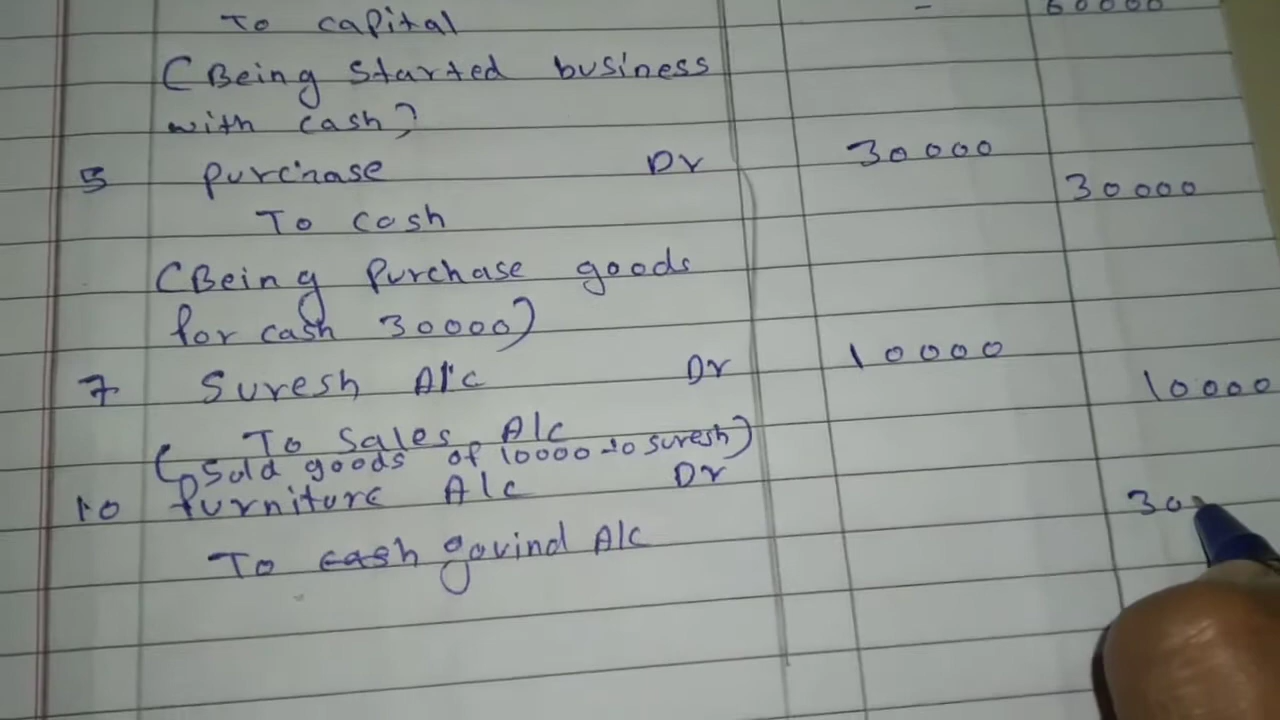 To capital - 60000
(Being started business
with cash)
5 purchase Dr 30000
To cash 30000
(Being Purchase goods
for cash 30000)
7 Suresh A/c Dr 10000
To Sales A/c 10000
(Sold goods of 10000 to suresh)
10 furniture A/c Dr
To cash govind A/c 30